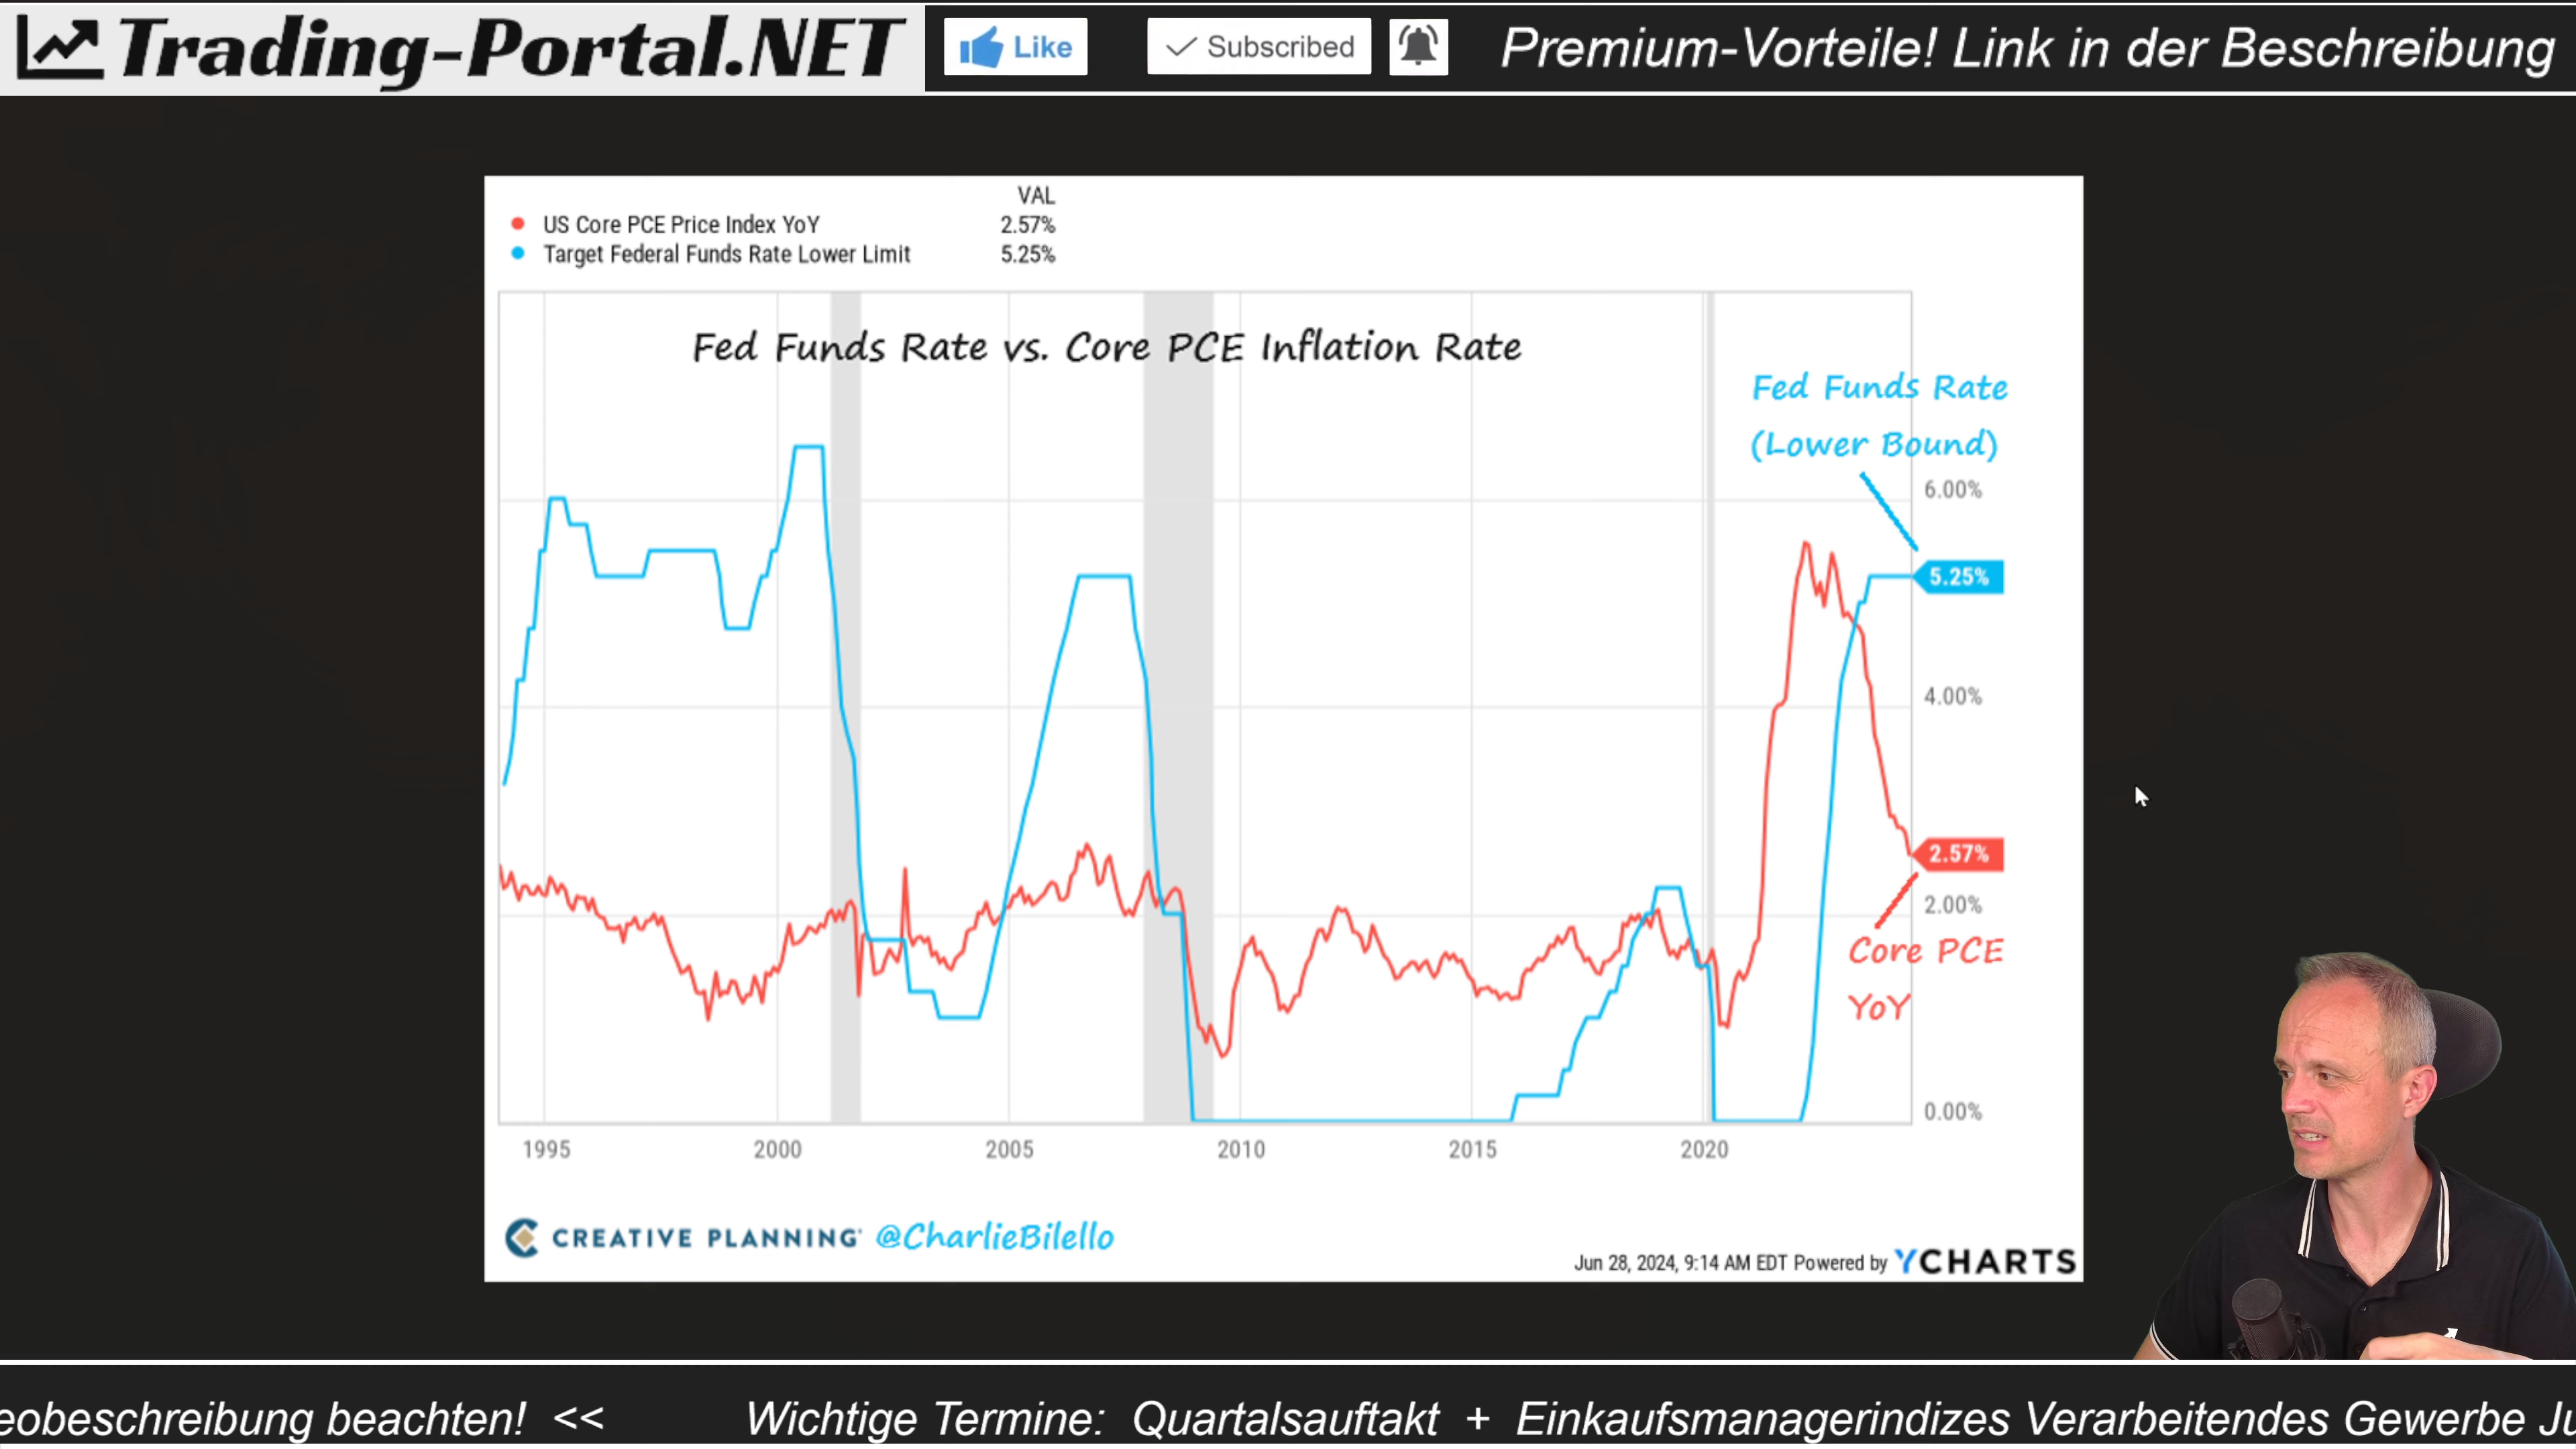 Trading-Portal.NET
Like
Subscribed
Premium-Vorteile! Link in der Beschreibung
VAL
US Core PCE Price Index YoY 2.57%
Target Federal Funds Rate Lower Limit 5.25%
Fed Funds Rate vs. Core PCE Inflation Rate
Fed Funds Rate
(Lower Bound)
6.00%
5.25%
4.00%
2.57%
2.00%
Core PCE
YoY
0.00%
1995 2000 2005 2010 2015 2020
CREATIVE PLANNING @CharlieBilello
Jun 28, 2024, 9:14 AM EDT Powered by YCHARTS
eobeschreibung beachten! << Wichtige Termine: Quartalsauftakt + Einkaufsmanagerindizes Verarbeitendes Gewerbe Ju